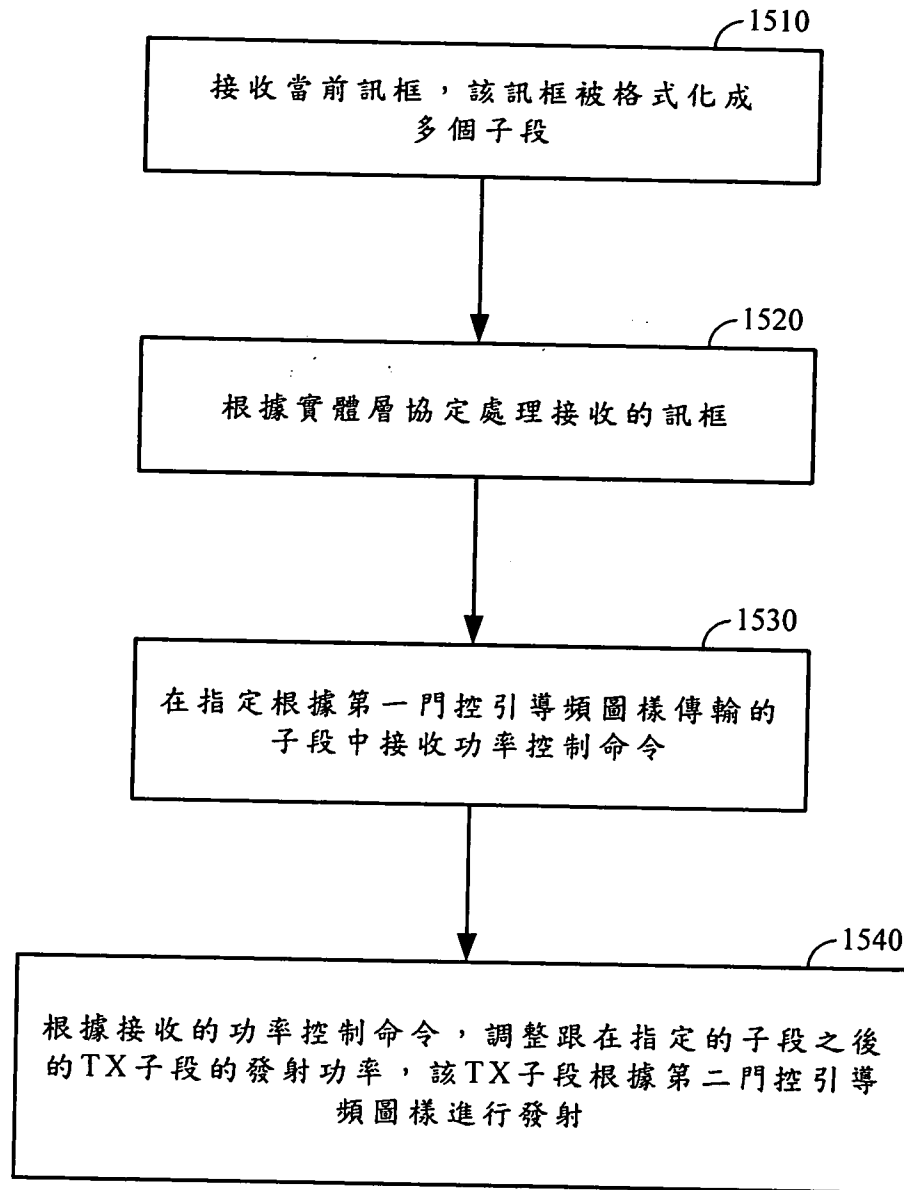 1510
接收當前訊框，該訊框被格式化成
多個子段
1520
根據實體層協定處理接收的訊框
1530
在指定根據第一門控引導頻圖樣傳輸的
子段中接收功率控制命令
1540
根據接收的功率控制命令，調整跟在指定的子段之後
的TX子段的發射功率，該TX子段根據第二門控引導
頻圖樣進行發射